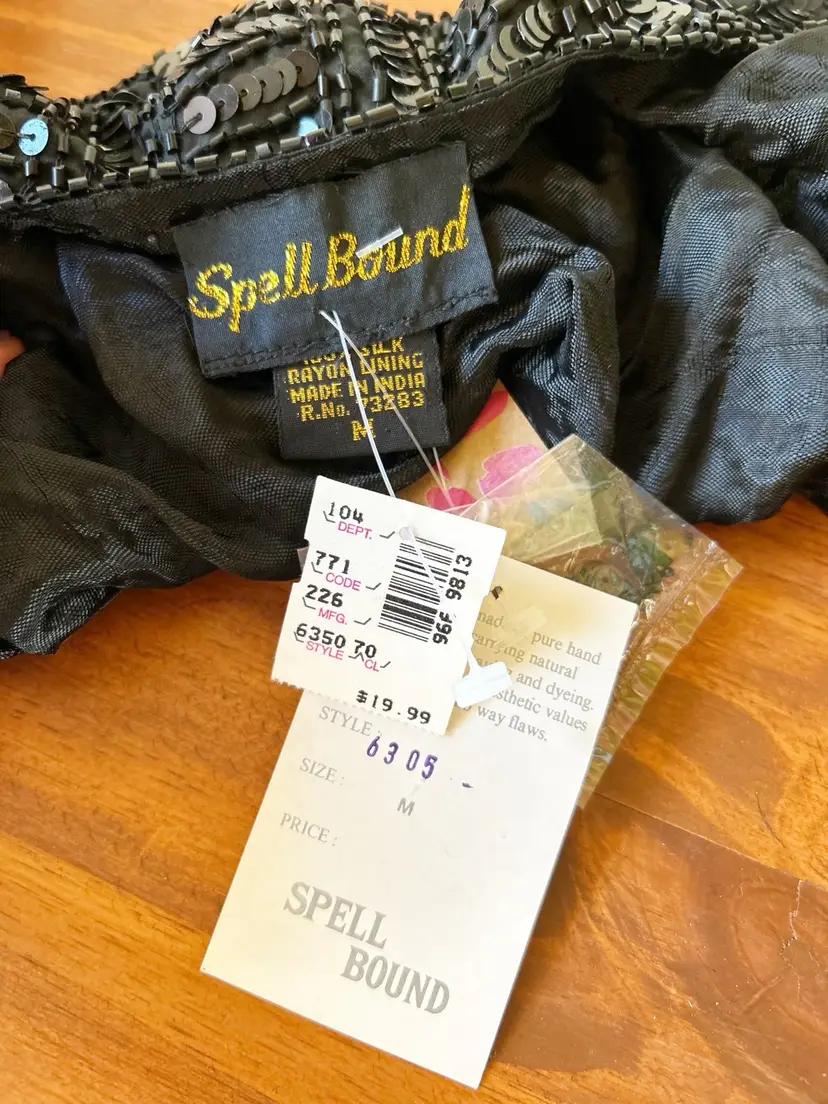 Spell Bound
100% SILK
RAYON LINING
MADE IN INDIA
R.No. 73283
M
104
DEPT.
771
CODE
226
MFG.
6350 70
STYLE CL
96F 9813
$19.99
pure hand
carrying natural
and dyeing.
values
way flaws.
STYLE:
6305
SIZE:
M
PRICE:
SPELL
BOUND